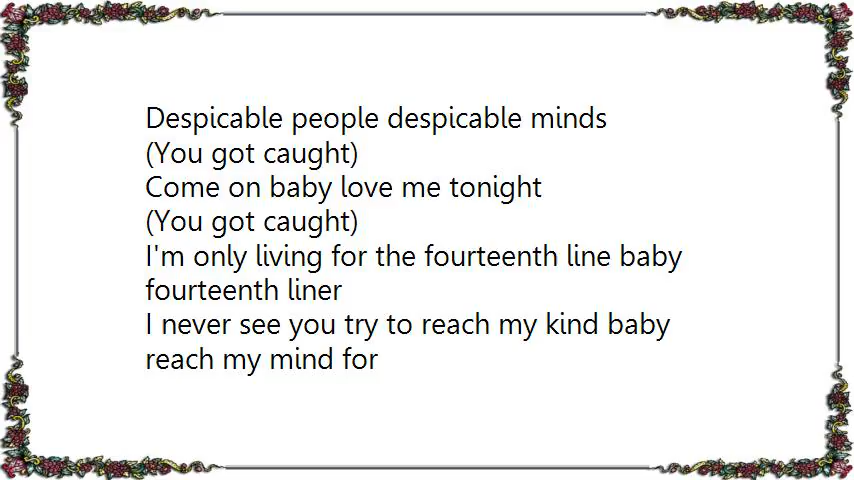 Despicable people despicable minds
(You got caught)
Come on baby love me tonight
(You got caught)
I'm only living for the fourteenth line baby
fourteenth liner
I never see you try to reach my kind baby
reach my mind for